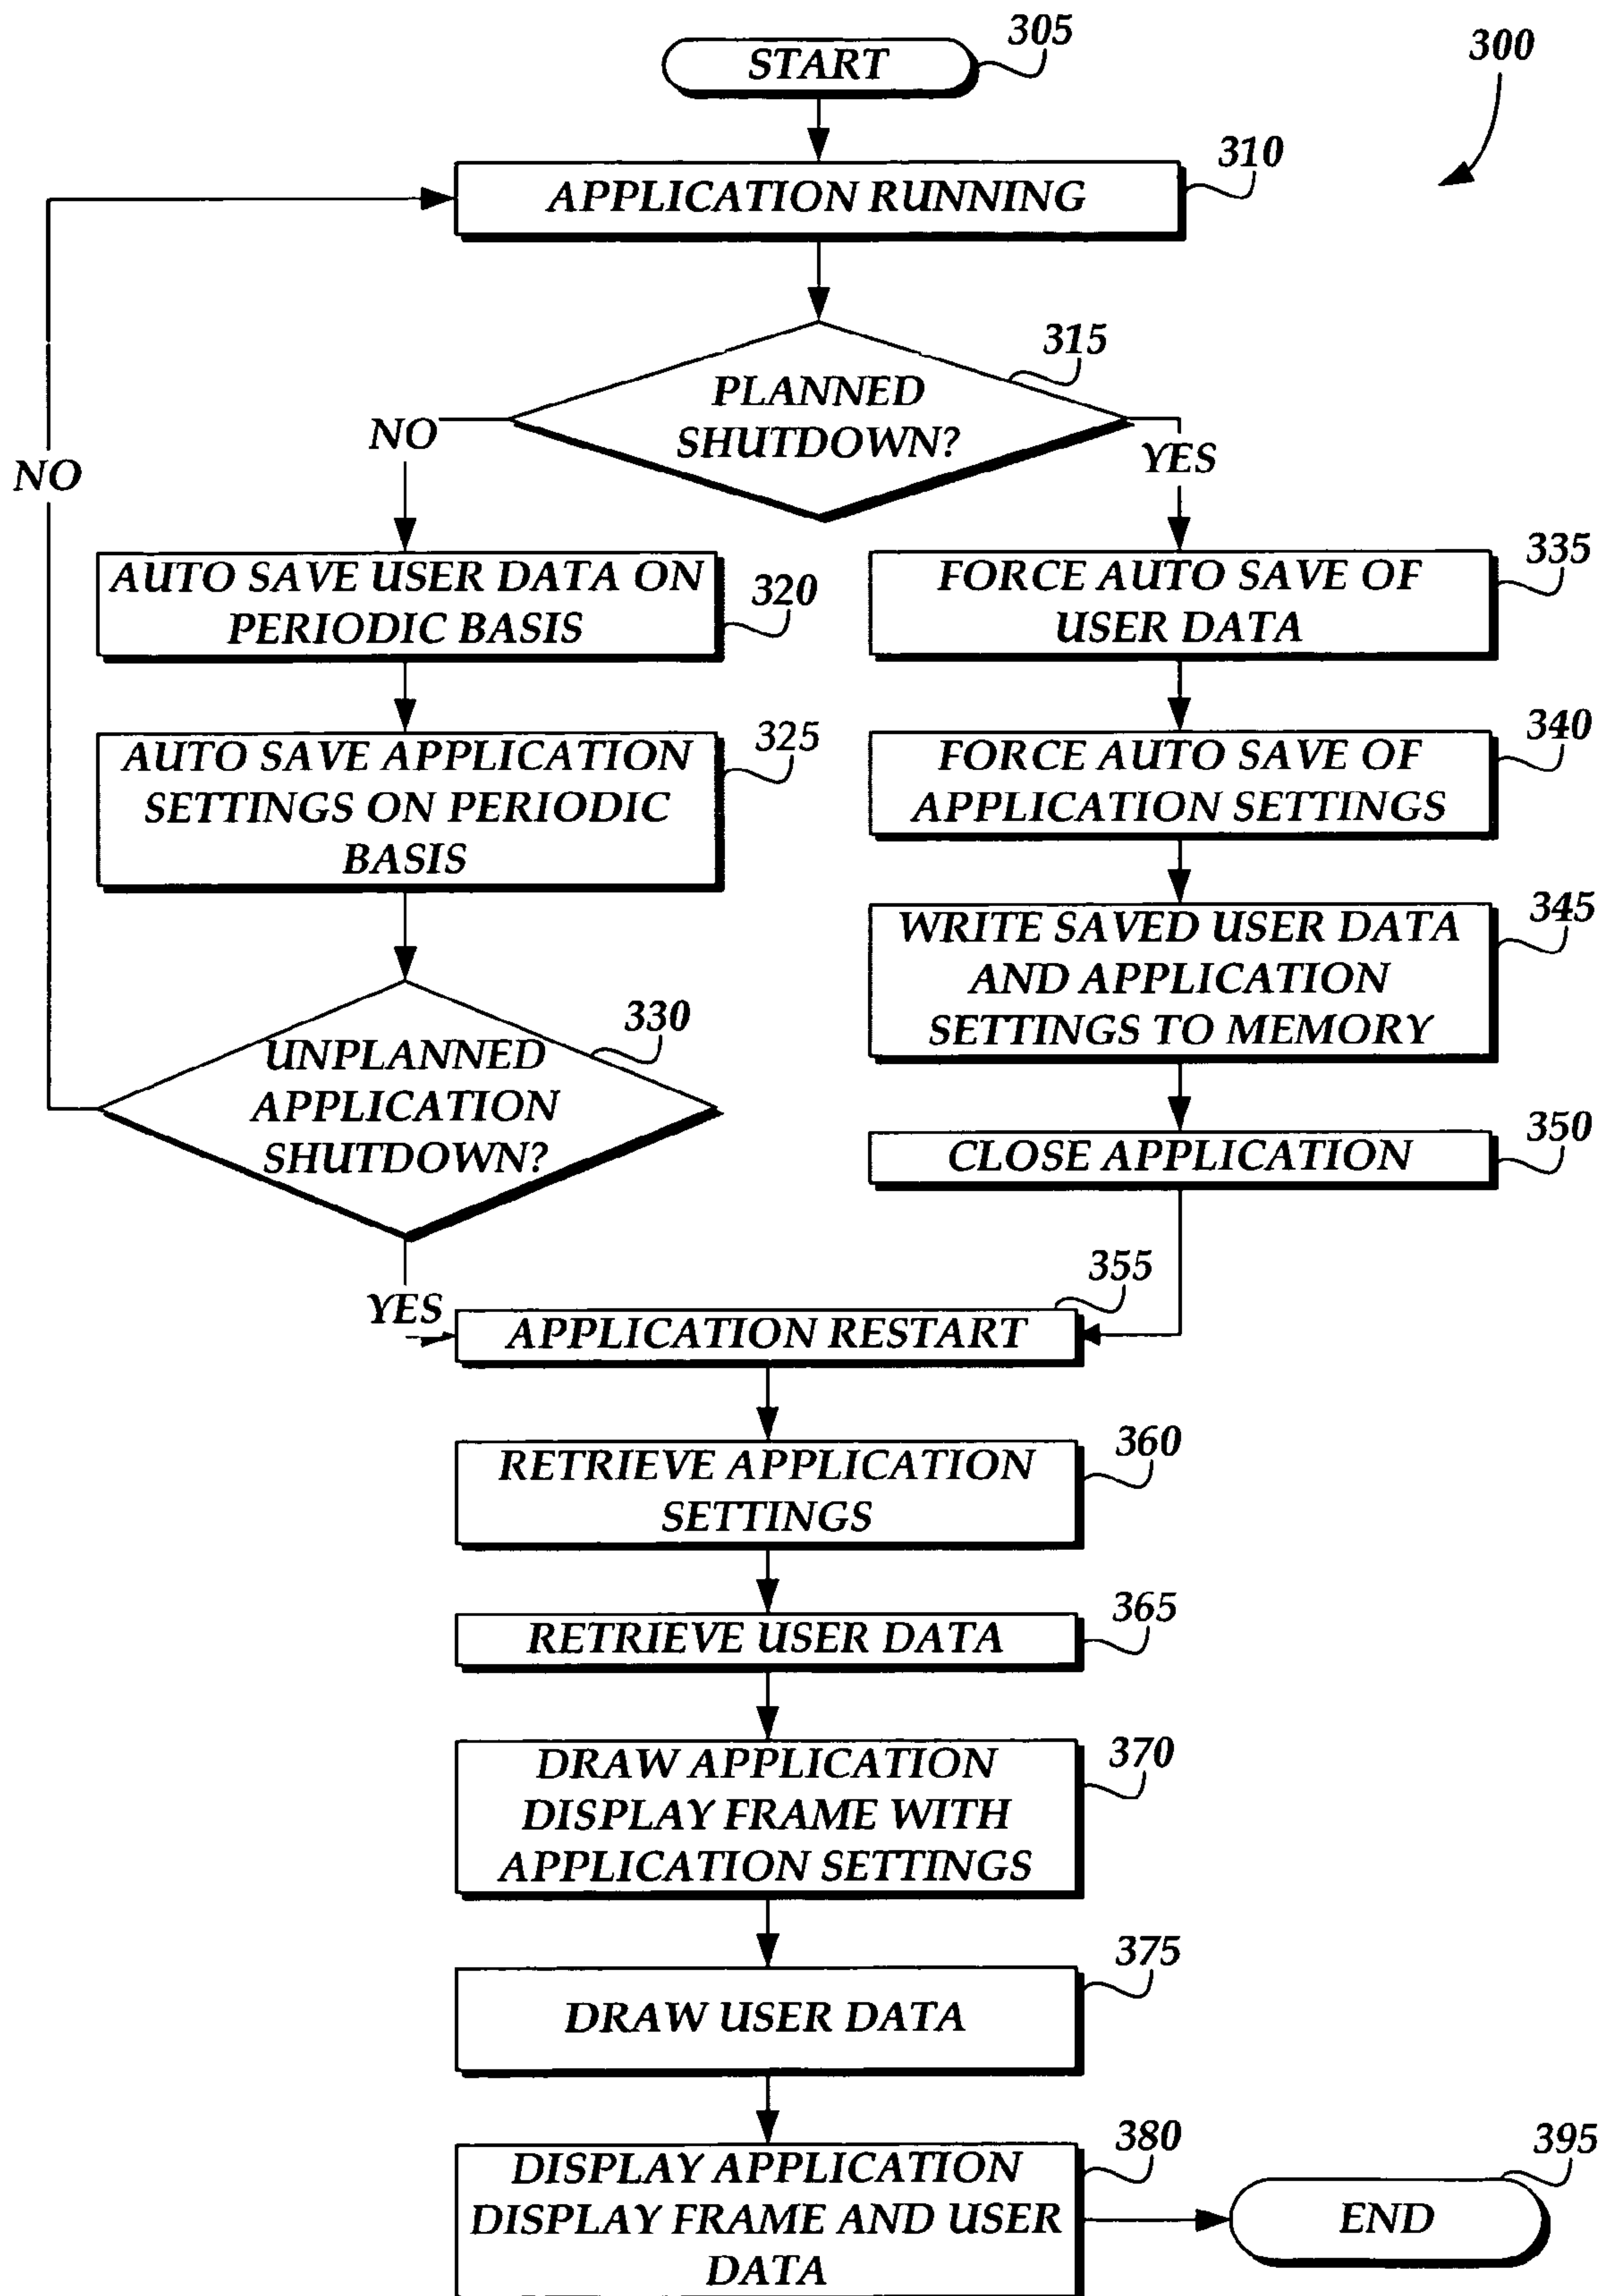 305
START
300
310
APPLICATION RUNNING
315
PLANNED
SHUTDOWN?
NO
YES
NO
335
FORCE AUTO SAVE OF
USER DATA
AUTO SAVE USER DATA ON
PERIODIC BASIS
320
340
FORCE AUTO SAVE OF
APPLICATION SETTINGS
325
AUTO SAVE APPLICATION
SETTINGS ON PERIODIC
BASIS
345
WRITE SAVED USER DATA
AND APPLICATION
SETTINGS TO MEMORY
330
UNPLANNED
APPLICATION
SHUTDOWN?
350
CLOSE APPLICATION
355
YES
APPLICATION RESTART
360
RETRIEVE APPLICATION
SETTINGS
365
RETRIEVE USER DATA
370
DRAW APPLICATION
DISPLAY FRAME WITH
APPLICATION SETTINGS
375
DRAW USER DATA
380
DISPLAY APPLICATION
DISPLAY FRAME AND USER
DATA
395
END